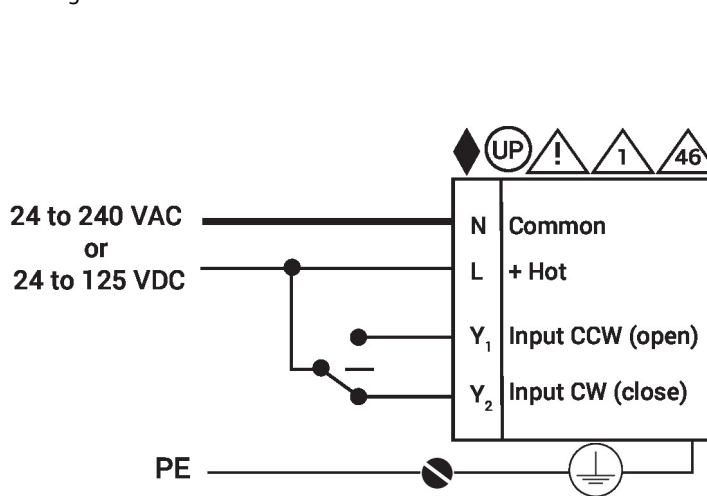 UP ! 1 46
24 to 240 VAC
or
24 to 125 VDC
N Common
L + Hot
Y1 Input CCW (open)
Y2 Input CW (close)
PE